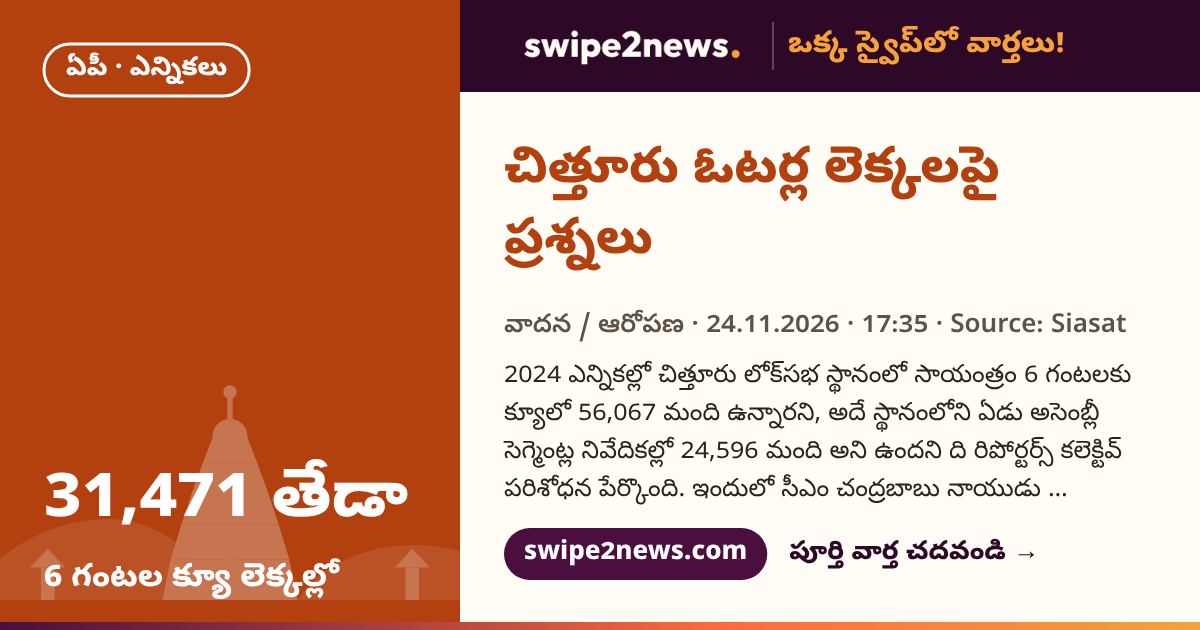 ఏపీ · ఎన్నికలు
31,471 తేడా
6 గంటల క్యూ లెక్కల్లో
swipe2news.
ఒక్క స్వైప్‌లో వార్తలు!
చిత్తూరు ఓటర్ల లెక్కలపై
ప్రశ్నలు
వాదన / ఆరోపణ · 24.11.2026 · 17:35 · Source: Siasat
2024 ఎన్నికల్లో చిత్తూరు లోక్‌సభ స్థానంలో సాయంత్రం 6 గంటలకు
క్యూలో 56,067 మంది ఉన్నారని, అదే స్థానంలోని ఏడు అసెంబ్లీ
సెగ్మెంట్ల నివేదికల్లో 24,596 మంది అని ఉందని ది రిపోర్టర్స్ కలెక్టివ్
పరిశోధన పేర్కొంది. ఇందులో సీఎం చంద్రబాబు నాయుడు ...
swipe2news.com
పూర్తి వార్త చదవండి →